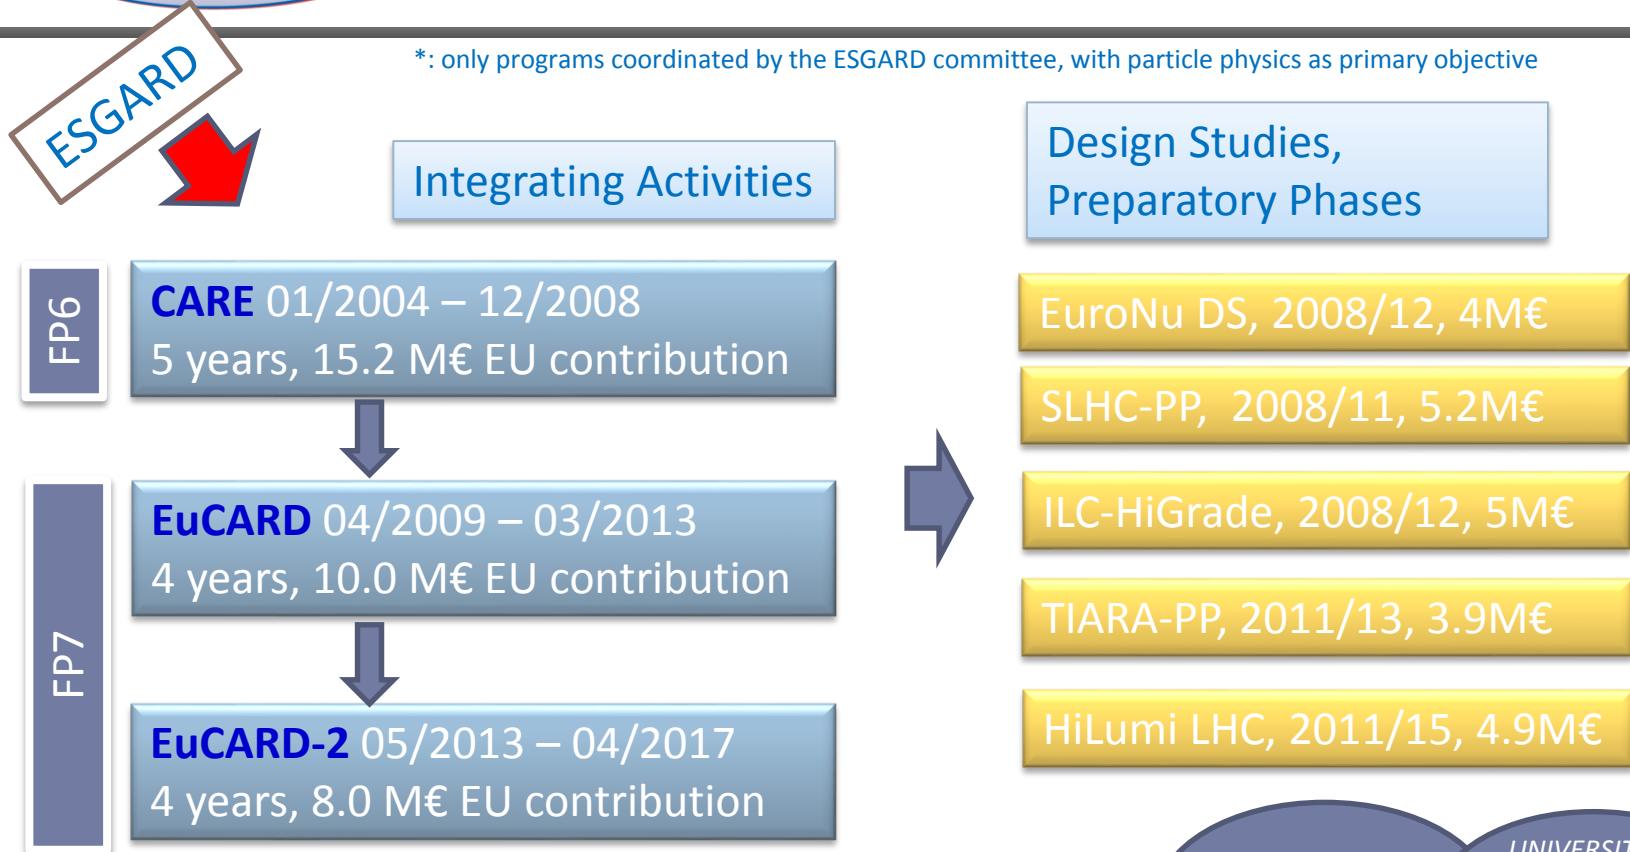 *: only programs coordinated by the ESGARD committee, with particle physics as primary objective
ESGARD
Integrating Activities
Design Studies,
Preparatory Phases
FP6
CARE 01/2004 – 12/2008
5 years, 15.2 M€ EU contribution
FP7
EuCARD 04/2009 – 03/2013
4 years, 10.0 M€ EU contribution
EuCARD-2 05/2013 – 04/2017
4 years, 8.0 M€ EU contribution
EuroNu DS, 2008/12, 4M€
SLHC-PP, 2008/11, 5.2M€
ILC-HiGrade, 2008/12, 5M€
TIARA-PP, 2011/13, 3.9M€
HiLumi LHC, 2011/15, 4.9M€